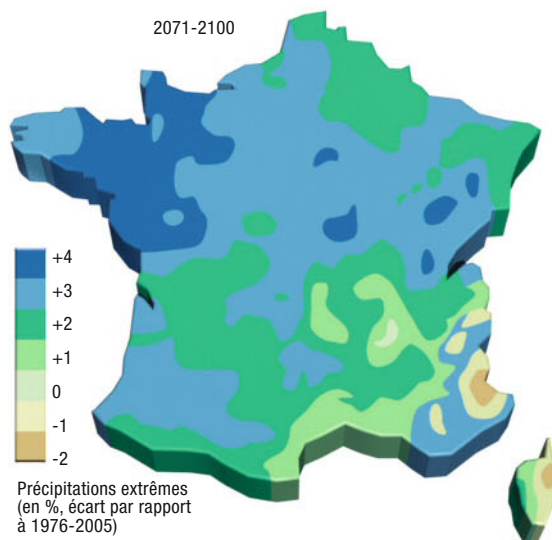 2071-2100
+4
+3
+2
+1
0
-1
-2
Précipitations extrêmes
(en %, écart par rapport
à 1976-2005)